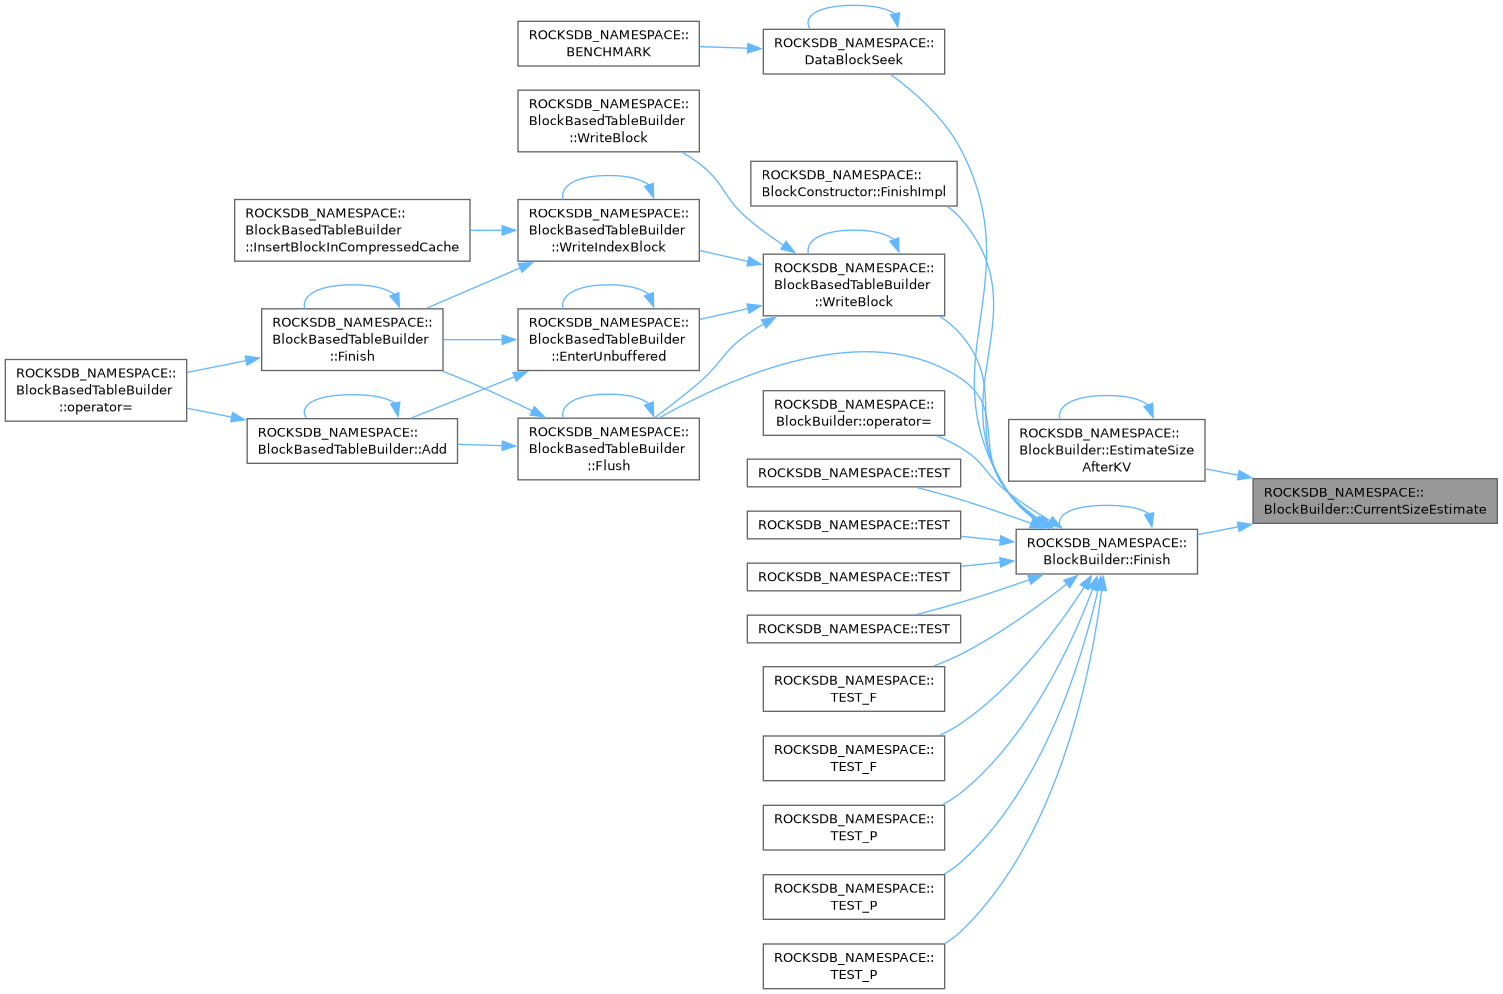 ROCKSDB_NAMESPACE::
BENCHMARK
ROCKSDB_NAMESPACE::
DataBlockSeek
ROCKSDB_NAMESPACE::
BlockBasedTableBuilder
::WriteBlock
ROCKSDB_NAMESPACE::
BlockConstructor::FinishImpl
ROCKSDB_NAMESPACE::
BlockBasedTableBuilder
::InsertBlockInCompressedCache
ROCKSDB_NAMESPACE::
BlockBasedTableBuilder
::WriteIndexBlock
ROCKSDB_NAMESPACE::
BlockBasedTableBuilder
::WriteBlock
ROCKSDB_NAMESPACE::
BlockBasedTableBuilder
::Finish
ROCKSDB_NAMESPACE::
BlockBasedTableBuilder
::EnterUnbuffered
ROCKSDB_NAMESPACE::
BlockBasedTableBuilder
::operator=
ROCKSDB_NAMESPACE::
BlockBasedTableBuilder::Add
ROCKSDB_NAMESPACE::
BlockBasedTableBuilder
::Flush
ROCKSDB_NAMESPACE::
BlockBuilder::operator=
ROCKSDB_NAMESPACE::
BlockBuilder::EstimateSize
AfterKV
ROCKSDB_NAMESPACE::
BlockBuilder::CurrentSizeEstimate
ROCKSDB_NAMESPACE::TEST
ROCKSDB_NAMESPACE::TEST
ROCKSDB_NAMESPACE::
BlockBuilder::Finish
ROCKSDB_NAMESPACE::TEST
ROCKSDB_NAMESPACE::TEST
ROCKSDB_NAMESPACE::
TEST_F
ROCKSDB_NAMESPACE::
TEST_F
ROCKSDB_NAMESPACE::
TEST_P
ROCKSDB_NAMESPACE::
TEST_P
ROCKSDB_NAMESPACE::
TEST_P